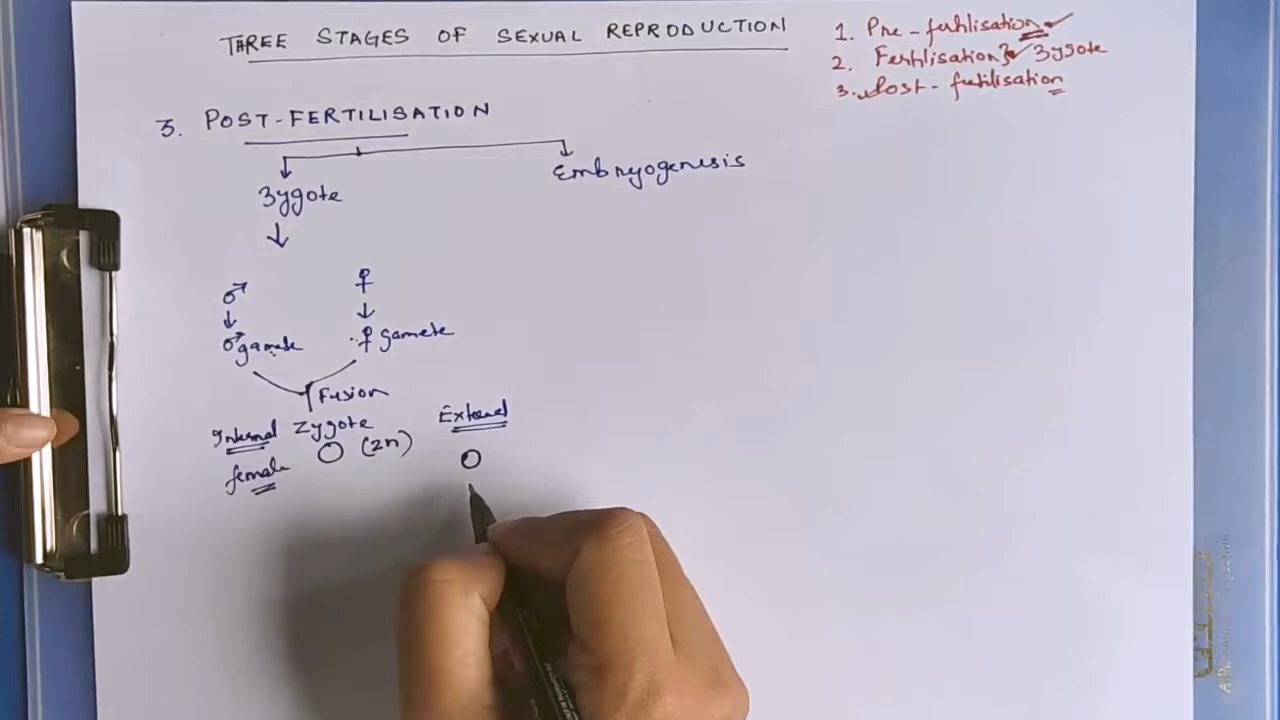 THREE STAGES OF SEXUAL REPRODUCTION
1. Pre-fertilisation
2. Fertilisation Zygote
3. Post-fertilisation
3. POST-FERTILISATION
Zygote
Embryogenesis
♂ ♀
♂ gamete ♀ gamete
Fusion
Internal Zygote External
female (2n)